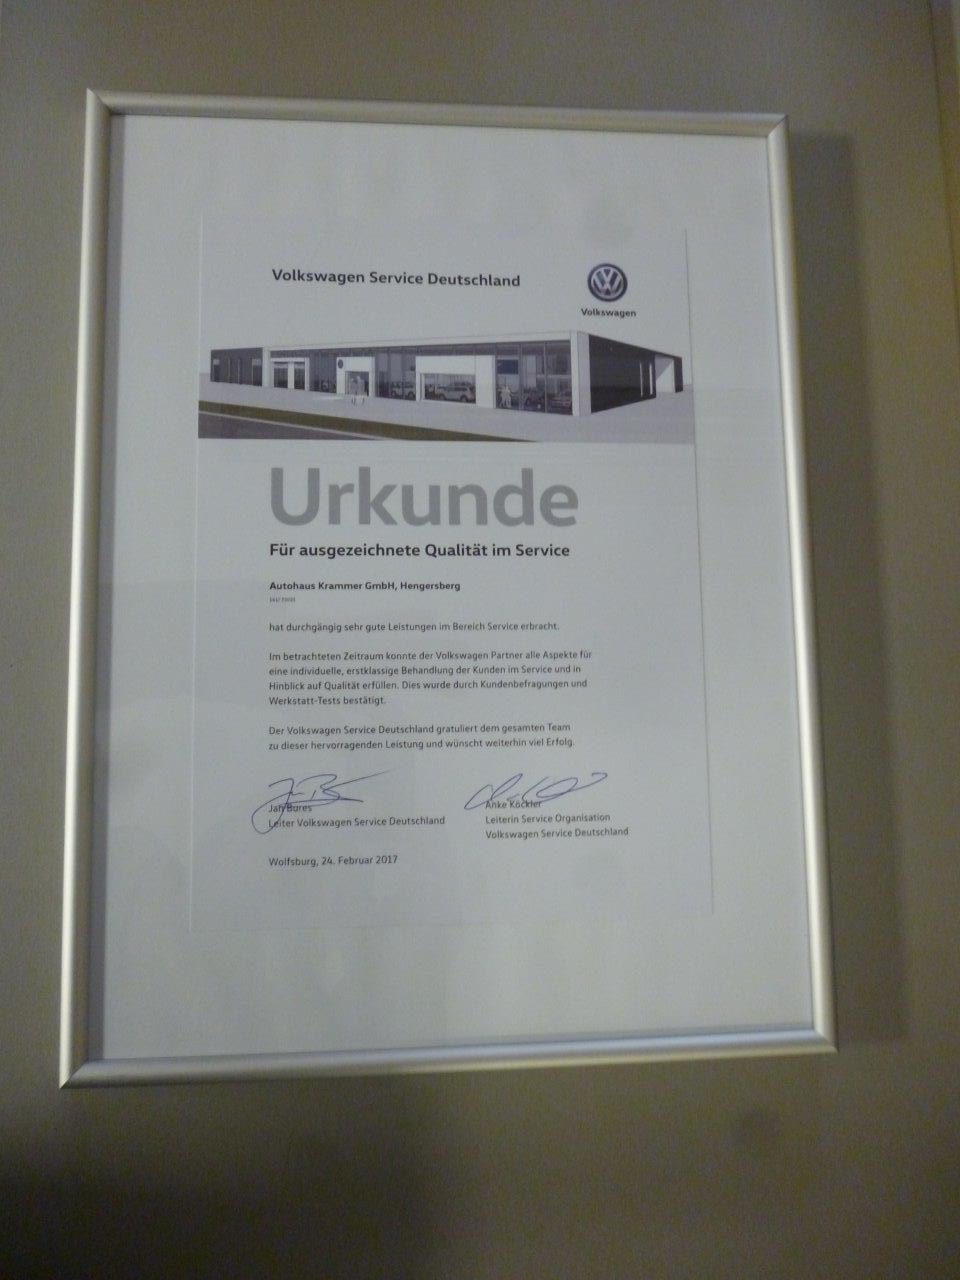 Volkswagen Service Deutschland
Volkswagen
Urkunde
Für ausgezeichnete Qualität im Service
Autohaus Krammer GmbH, Hengersberg
hat durchgängig sehr gute Leistungen im Bereich Service erbracht.
Im betrachteten Zeitraum konnte der Volkswagen Partner alle Aspekte für
eine individuelle, erstklassige Behandlung der Kunden im Service und in
Hinblick auf Qualität erfüllen. Dies wurde durch Kundenbefragungen und
Werkstatt-Tests bestätigt.
Der Volkswagen Service Deutschland gratuliert dem gesamten Team
zu dieser hervorragenden Leistung und wünscht weiterhin viel Erfolg.
Jan Bures
Leiter Volkswagen Service Deutschland
Anke Köckler
Leiterin Service Organisation
Volkswagen Service Deutschland
Wolfsburg, 24. Februar 2017